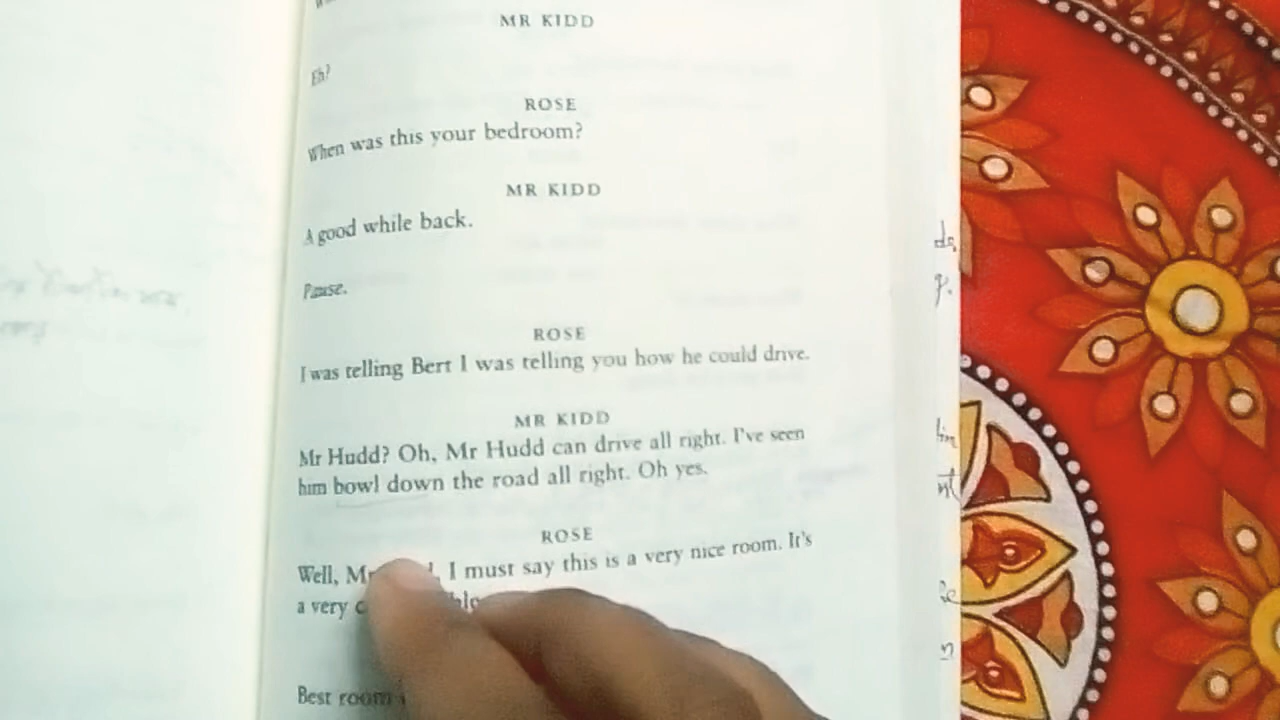 MR KIDD
Eh?
ROSE
When was this your bedroom?
MR KIDD
A good while back.
Pause.
ROSE
I was telling Bert I was telling you how he could drive.
MR KIDD
Mr Hudd? Oh, Mr Hudd can drive all right. I've seen
him bowl down the road all right. Oh yes.
ROSE
Well, I must say this is a very nice room. It's
a very
Best room